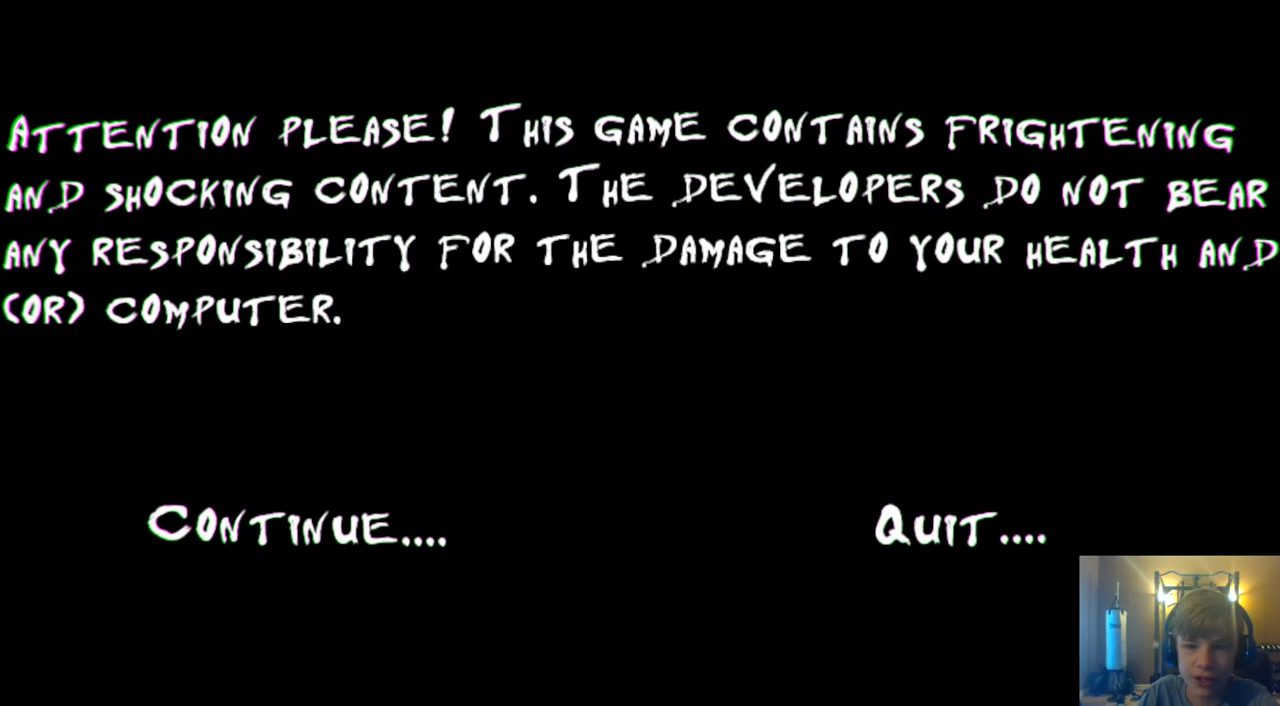 Attention please! This game contains frightening
and shocking content. The developers do not bear
any responsibility for the damage to your health and
(or) computer.
Continue....
Quit....